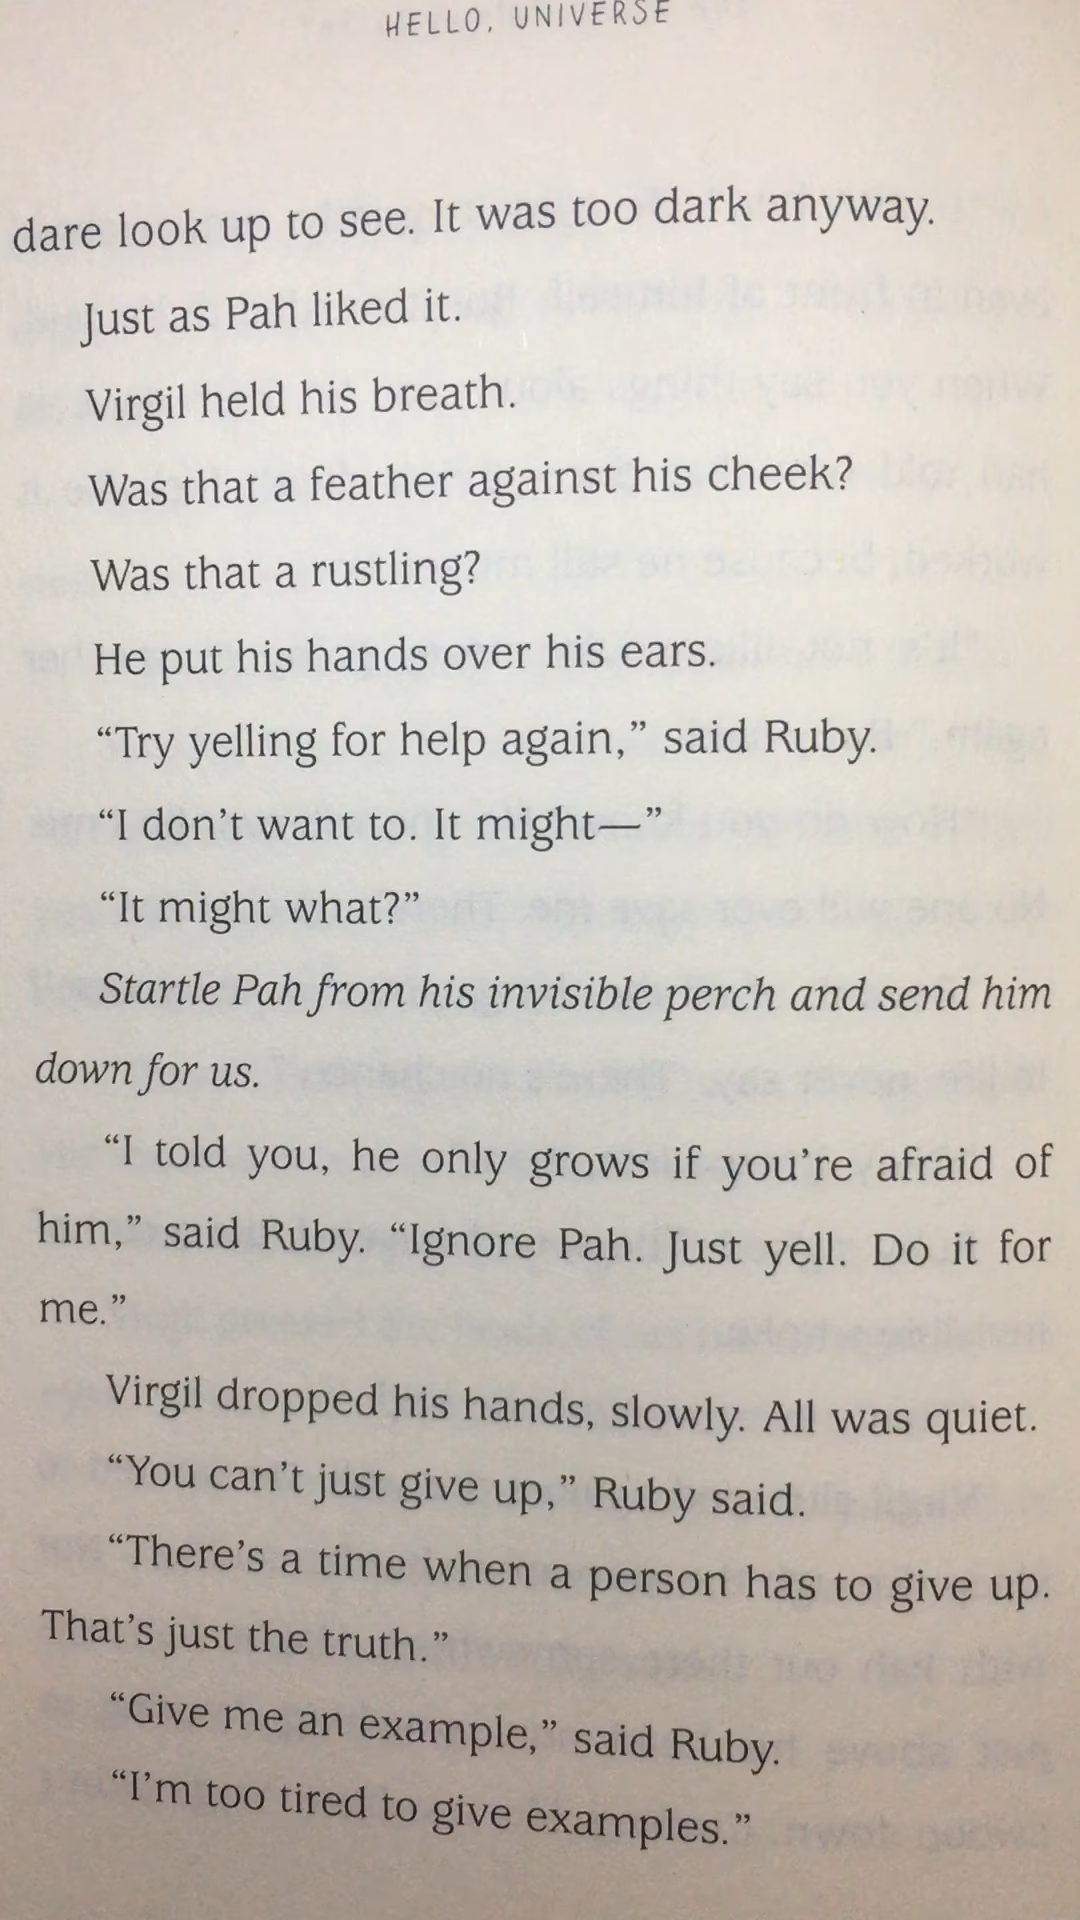 HELLO, UNIVERSE
dare look up to see. It was too dark anyway.
Just as Pah liked it.
Virgil held his breath.
Was that a feather against his cheek?
Was that a rustling?
He put his hands over his ears.
“Try yelling for help again,” said Ruby.
“I don’t want to. It might—”
“It might what?”
Startle Pah from his invisible perch and send him
down for us.
“I told you, he only grows if you’re afraid of
him,” said Ruby. “Ignore Pah. Just yell. Do it for
me.”
Virgil dropped his hands, slowly. All was quiet.
“You can’t just give up,” Ruby said.
“There’s a time when a person has to give up.
That’s just the truth.”
“Give me an example,” said Ruby.
“I’m too tired to give examples.”